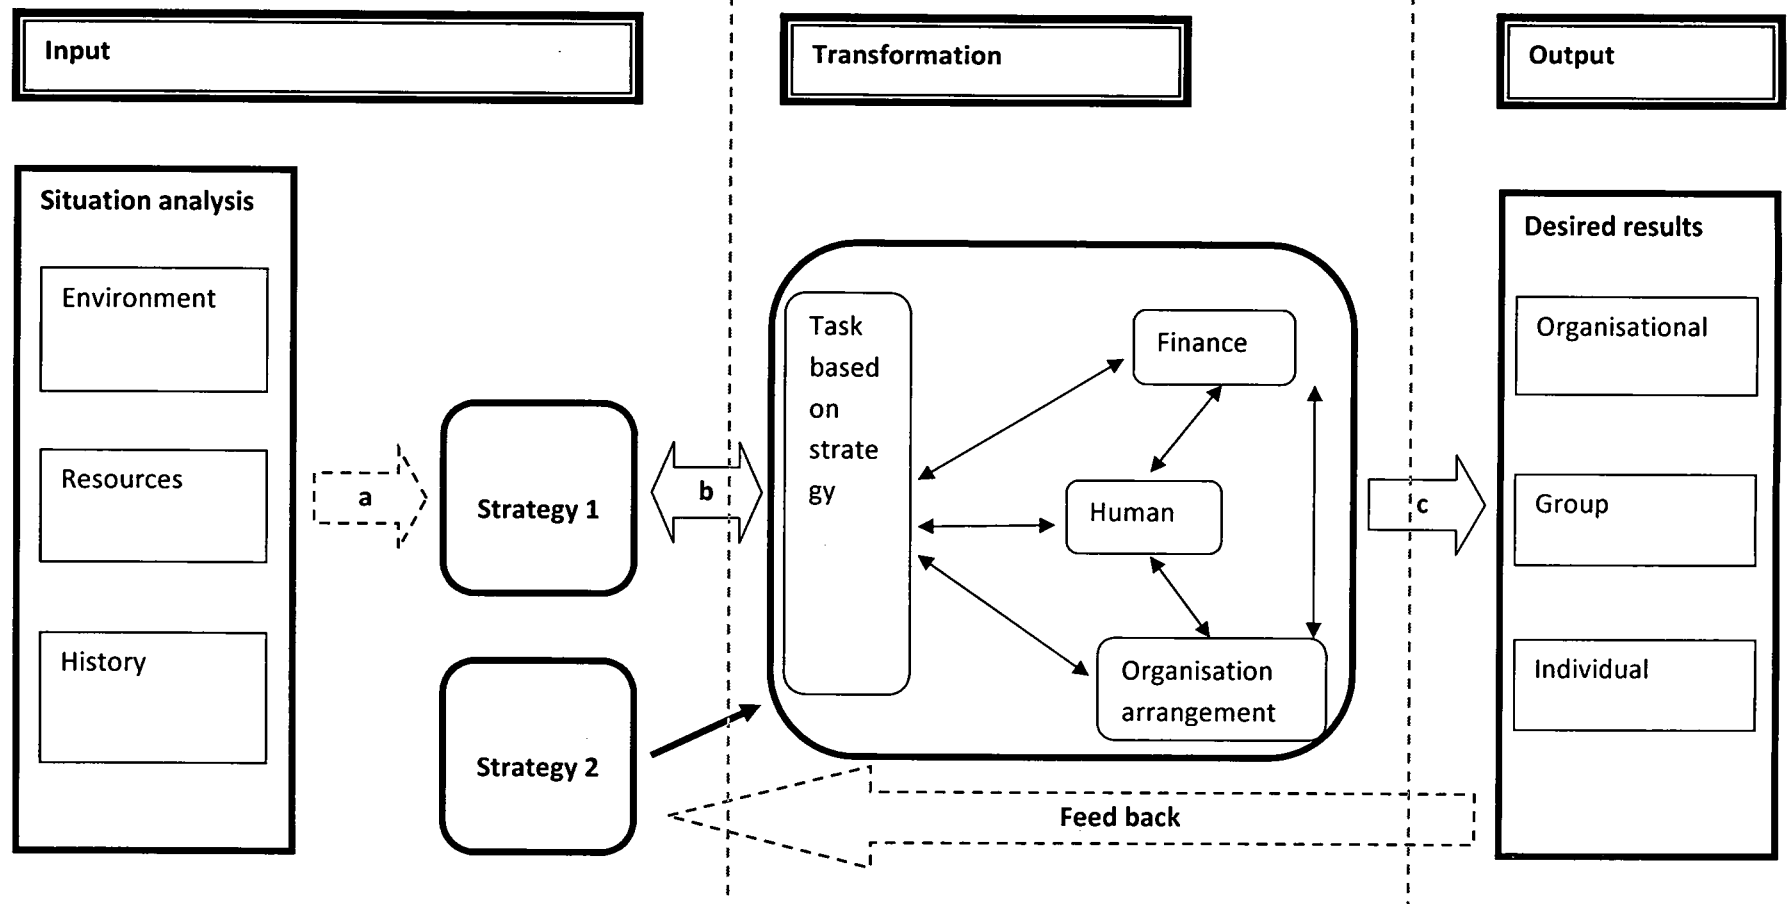 Input
Transformation
Output
Situation analysis
Environment
Resources
History
a
Strategy 1
Strategy 2
b
Task
based
on
strate
gy
Finance
Human
Organisation
arrangement
c
Feed back
Desired results
Organisational
Group
Individual